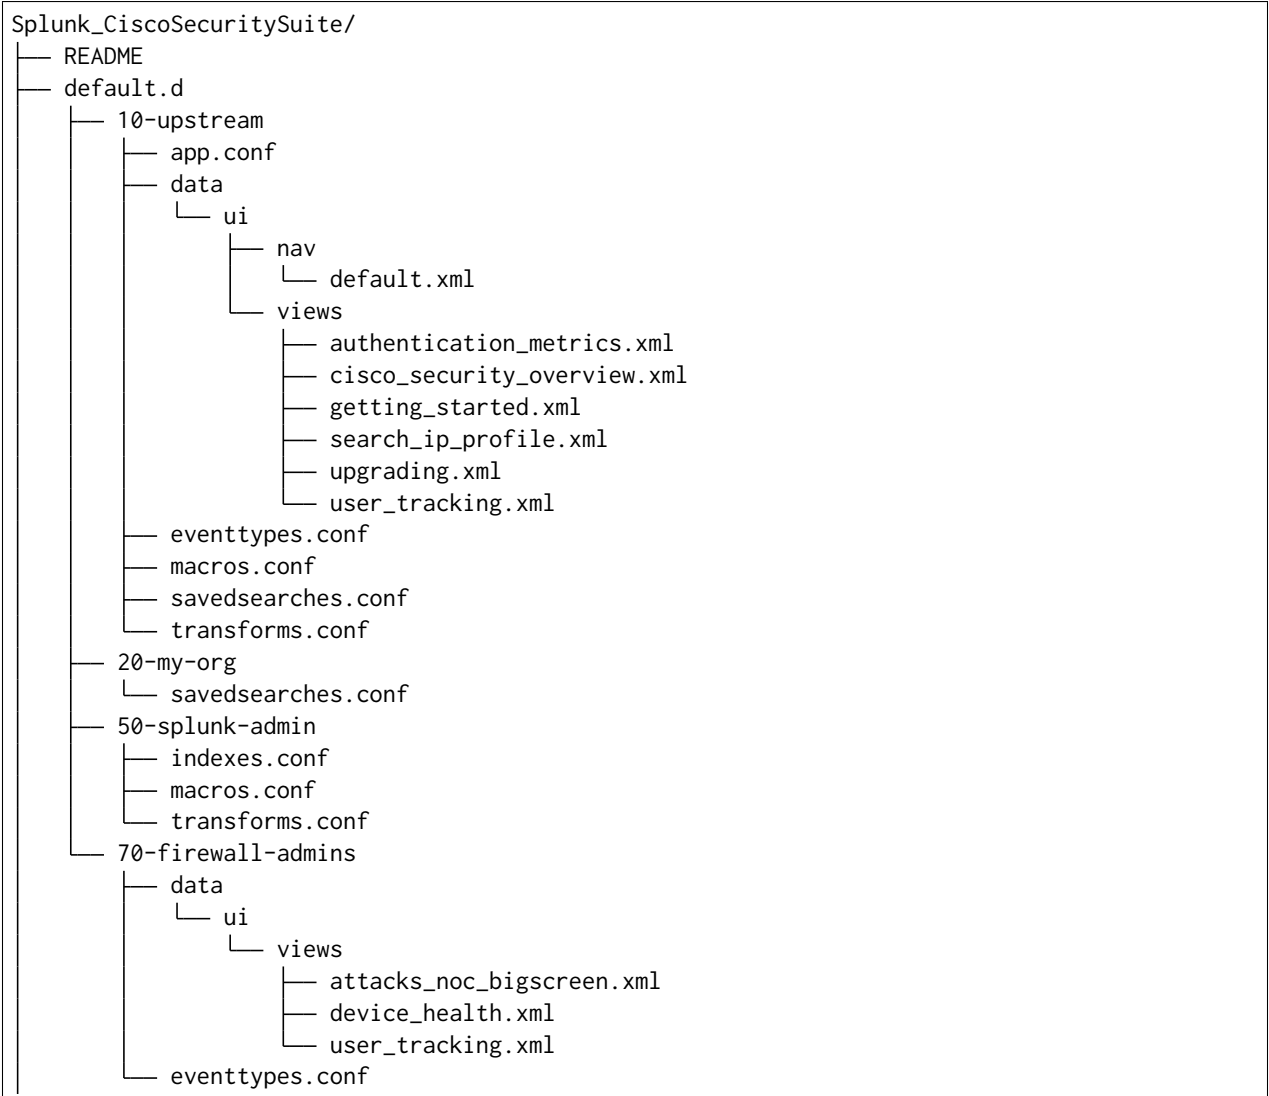 Splunk_CiscoSecuritySuite/
├── README
├── default.d
│   ├── 10-upstream
│   │   ├── app.conf
│   │   ├── data
│   │   │   └── ui
│   │   │       ├── nav
│   │   │       │   └── default.xml
│   │   │       └── views
│   │   │           ├── authentication_metrics.xml
│   │   │           ├── cisco_security_overview.xml
│   │   │           ├── getting_started.xml
│   │   │           ├── search_ip_profile.xml
│   │   │           ├── upgrading.xml
│   │   │           └── user_tracking.xml
│   │   ├── eventtypes.conf
│   │   ├── macros.conf
│   │   ├── savedsearches.conf
│   │   └── transforms.conf
│   ├── 20-my-org
│   │   └── savedsearches.conf
│   ├── 50-splunk-admin
│   │   ├── indexes.conf
│   │   ├── macros.conf
│   │   └── transforms.conf
│   └── 70-firewall-admins
│       ├── data
│       │   └── ui
│       │       └── views
│       │           ├── attacks_noc_bigscreen.xml
│       │           ├── device_health.xml
│       │           └── user_tracking.xml
│       └── eventtypes.conf